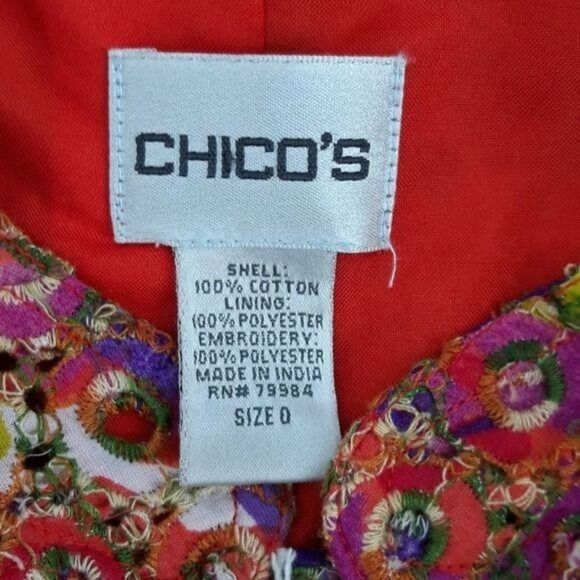 CHICO'S
SHELL:
100% COTTON
LINING:
100% POLYESTER
EMBROIDERY:
100% POLYESTER
MADE IN INDIA
RN# 79984
SIZE 0